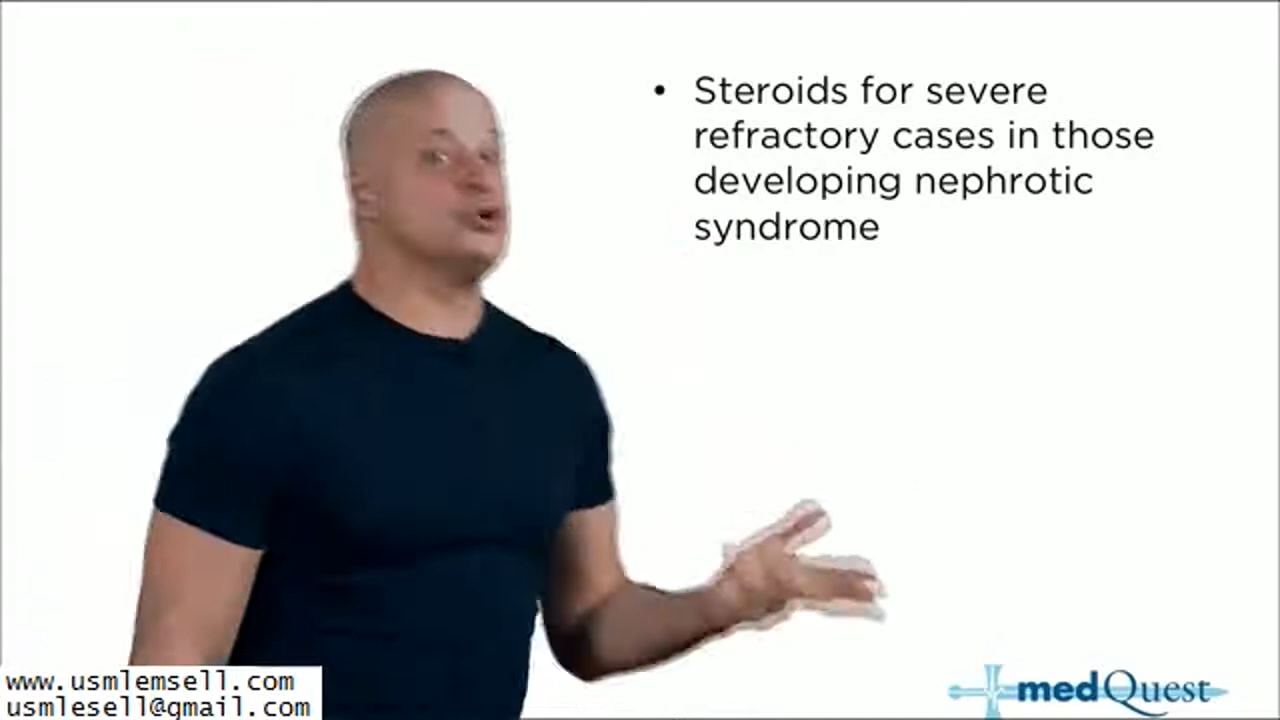 • Steroids for severe
refractory cases in those
developing nephrotic
syndrome
www.usmlemsell.com
usmlesell@gmail.com
medQuest